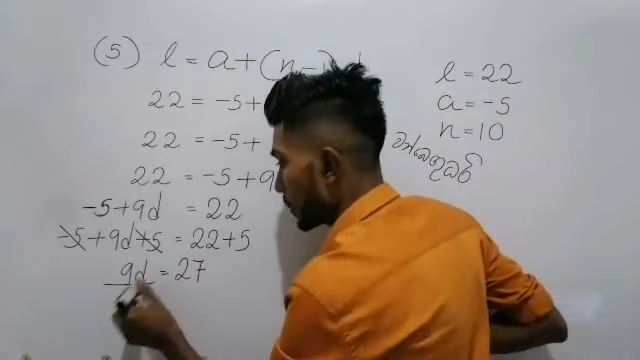 (5) l = a + (n – 1) d
22 = -5 +
22 = -5 +
22 = -5 + 9
-5 + 9d = 22
-5 + 9d + 5 = 22 + 5
9d = 27
l = 22
a = -5
n = 10